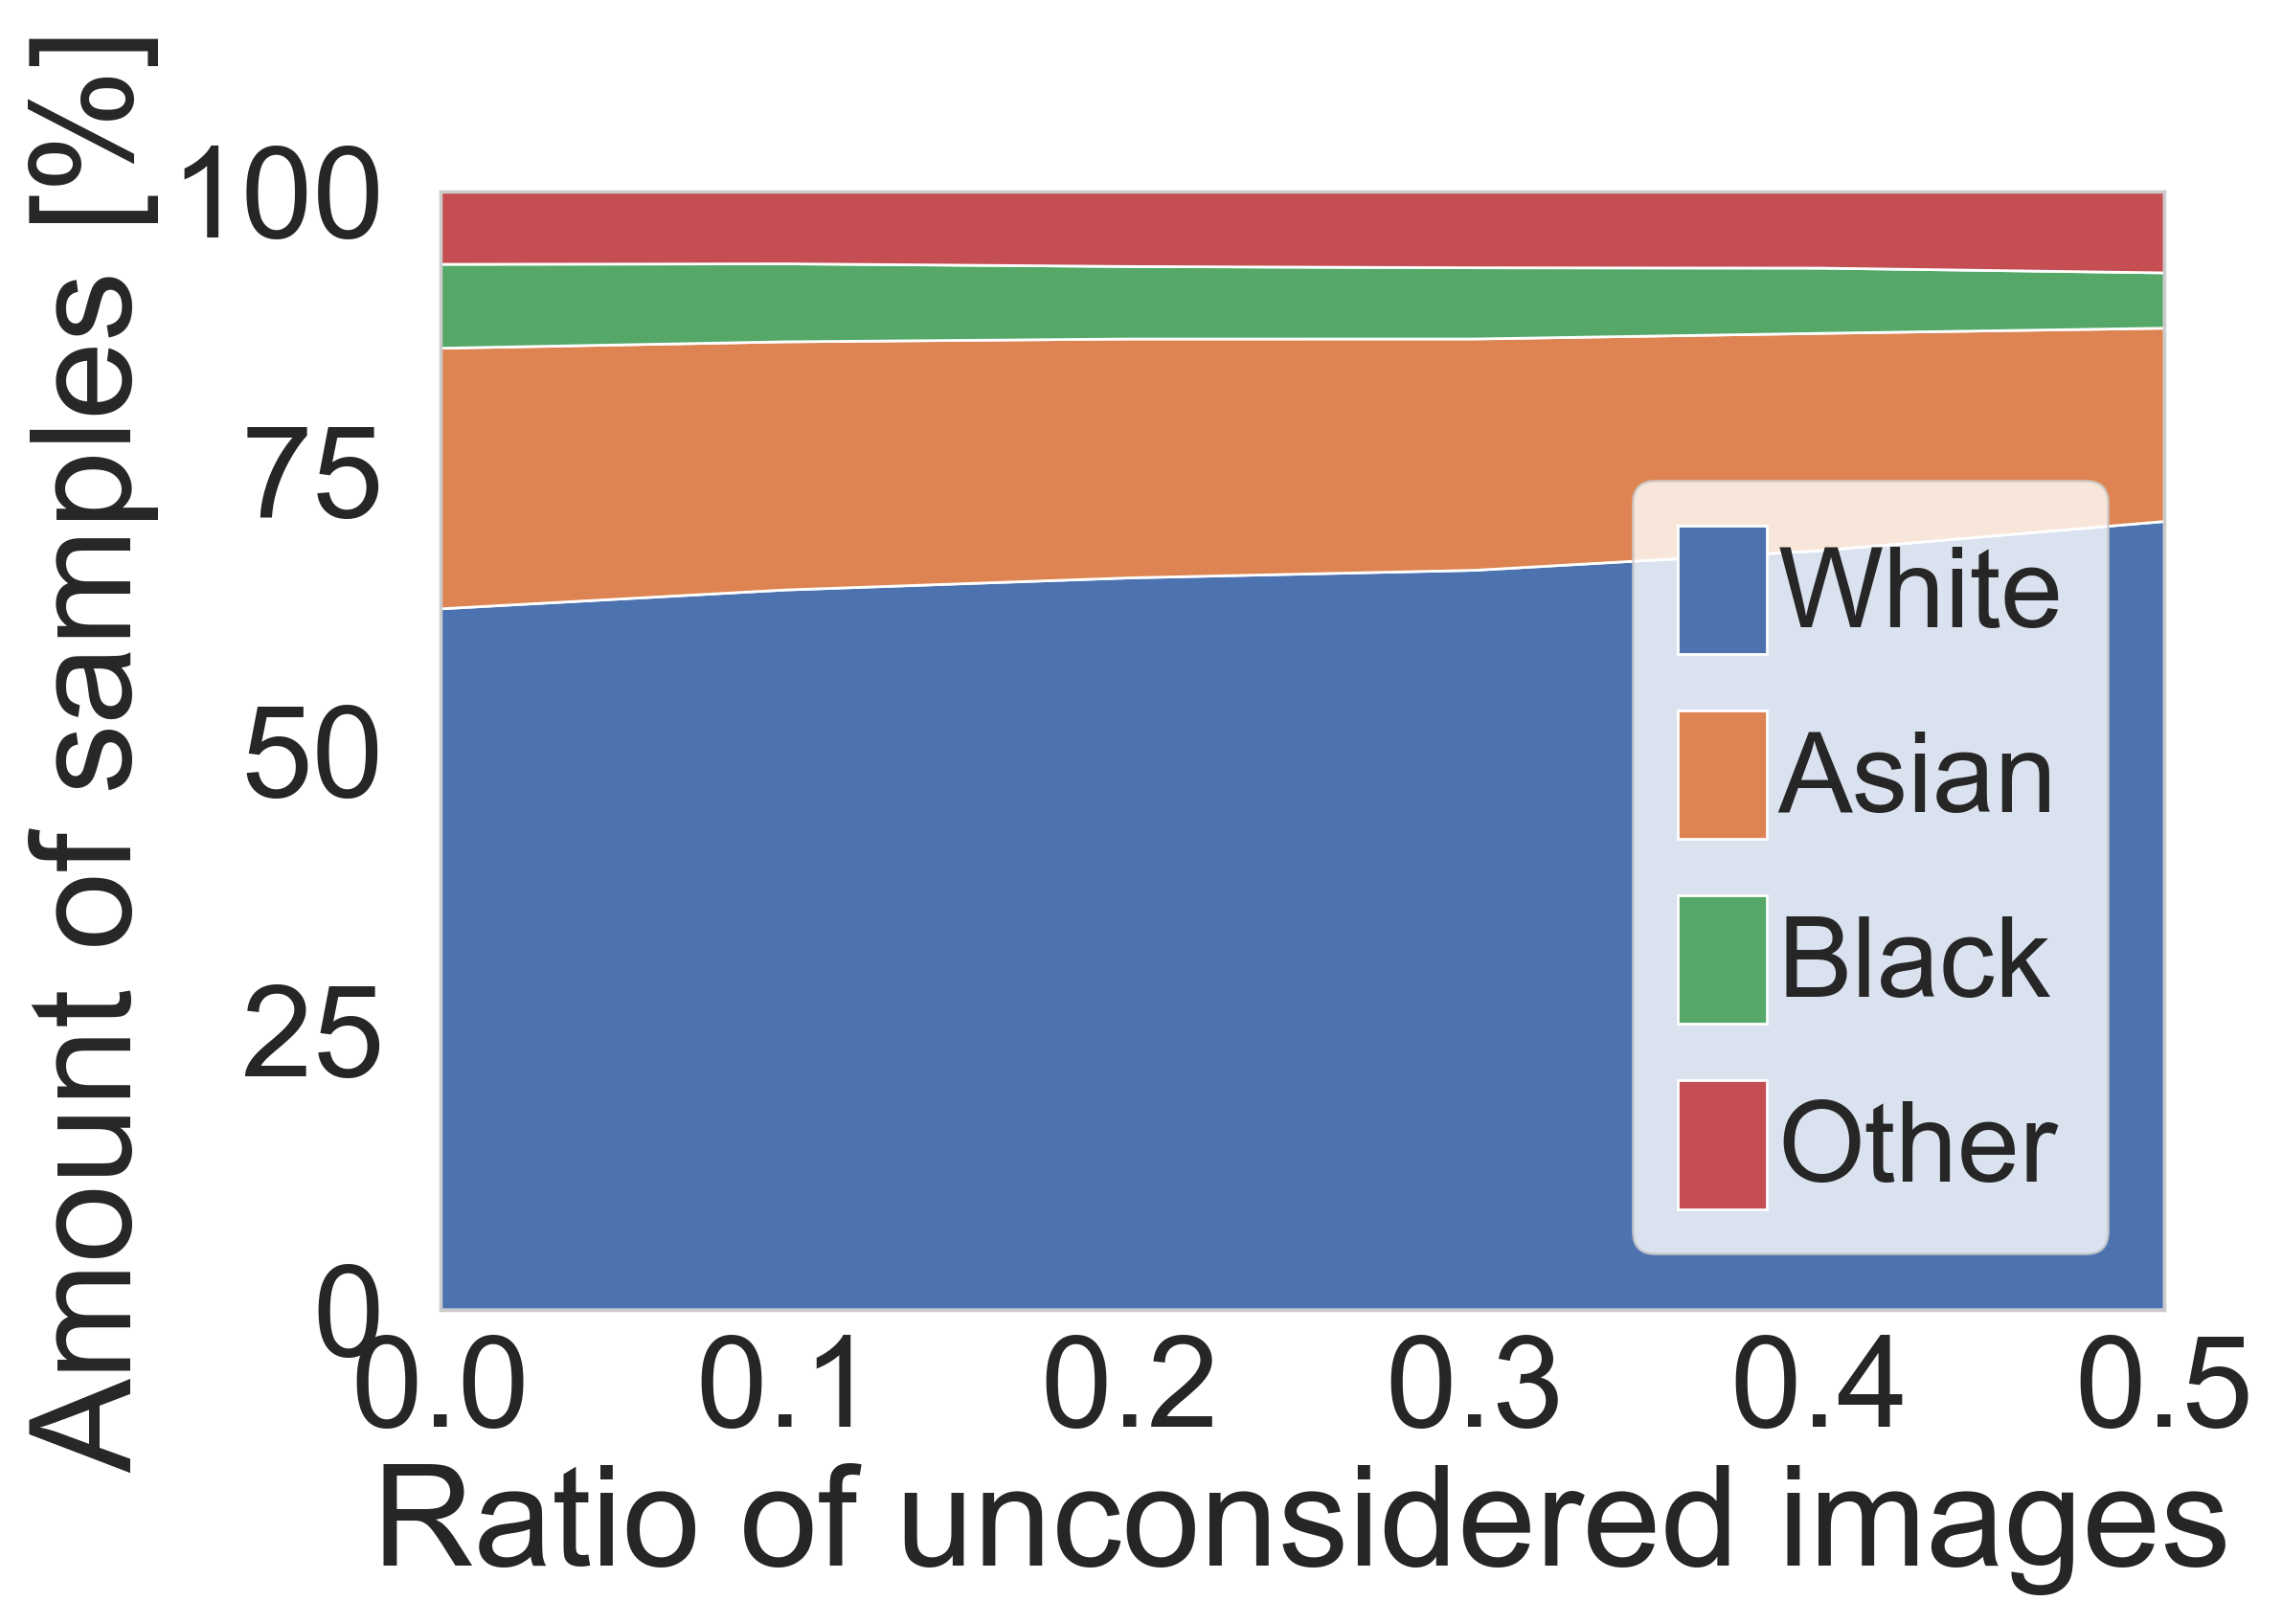 Amount of samples [%]
100
75
50
25
0
0.0 0.1 0.2 0.3 0.4 0.5
Ratio of unconsidered images
White
Asian
Black
Other